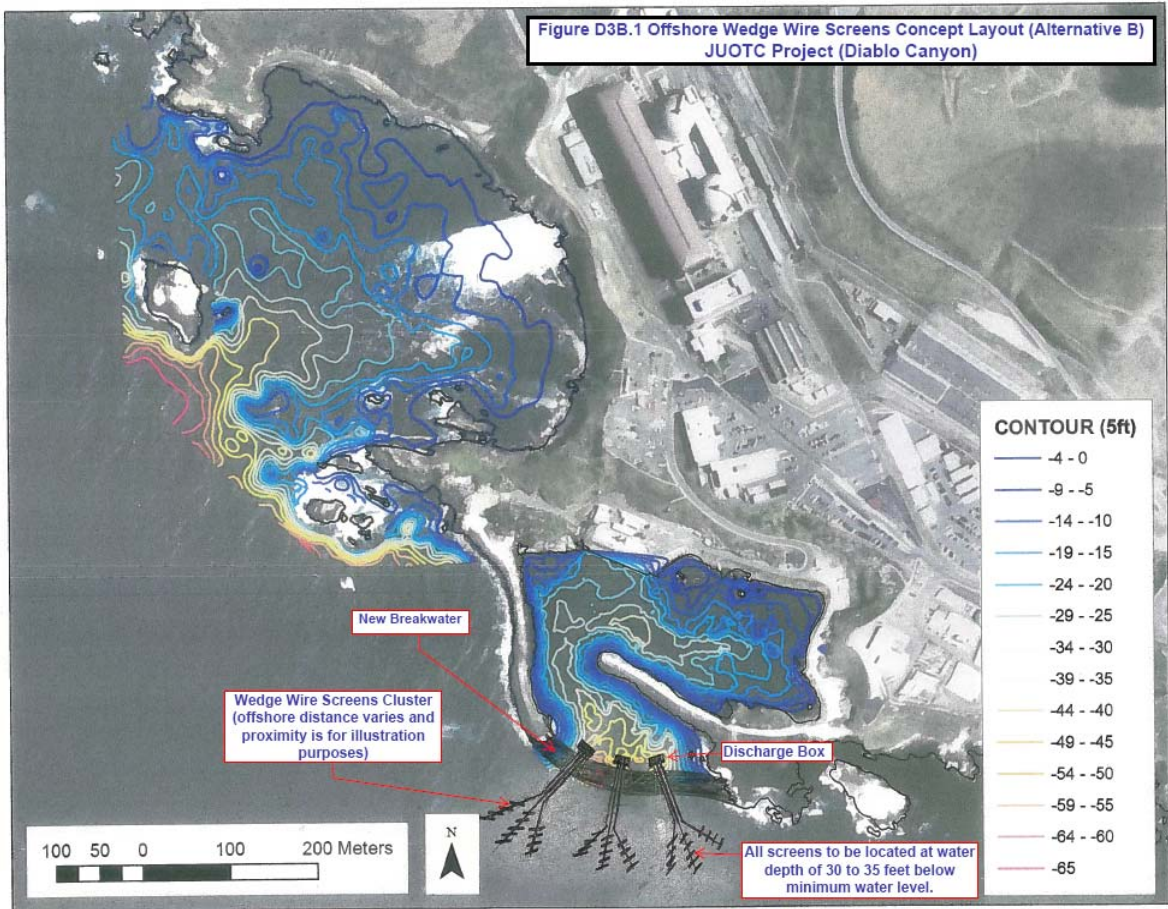 Figure D3B.1 Offshore Wedge Wire Screens Concept Layout (Alternative B)
JUOTC Project (Diablo Canyon)
CONTOUR (5ft)
-4 - 0
-9 - -5
-14 - -10
-19 - -15
-24 - -20
-29 - -25
-34 - -30
-39 - -35
-44 - -40
-49 - -45
-54 - -50
-59 - -55
-64 - -60
-65
New Breakwater
Wedge Wire Screens Cluster
(offshore distance varies and
proximity is for illustration
purposes)
Discharge Box
All screens to be located at water
depth of 30 to 35 feet below
minimum water level.
100 50 0 100 200 Meters
N